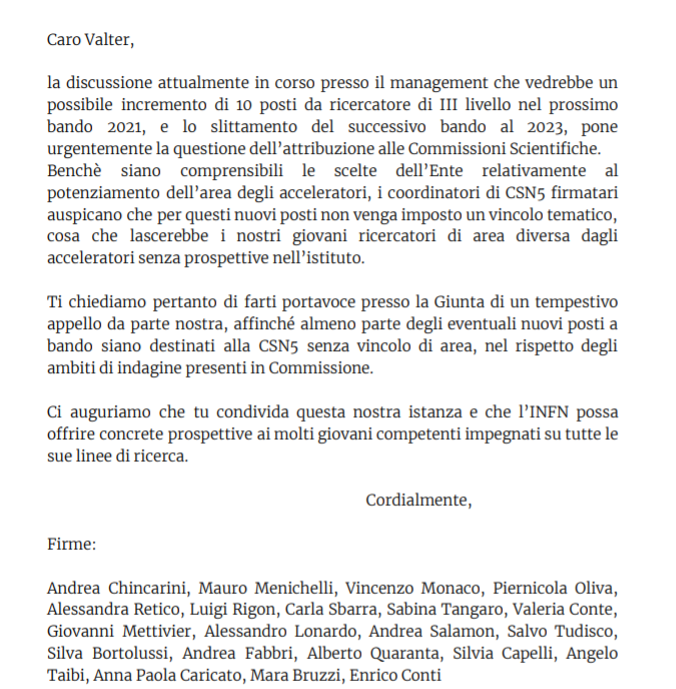 Caro Valter,
la discussione attualmente in corso presso il management che vedrebbe un
possibile incremento di 10 posti da ricercatore di III livello nel prossimo
bando 2021, e lo slittamento del successivo bando al 2023, pone
urgentemente la questione dell'attribuzione alle Commissioni Scientifiche.
Benchè siano comprensibili le scelte dell'Ente relativamente al
potenziamento dell'area degli acceleratori, i coordinatori di CSN5 firmatari
auspicano che per questi nuovi posti non venga imposto un vincolo tematico,
cosa che lascerebbe i nostri giovani ricercatori di area diversa dagli
acceleratori senza prospettive nell'istituto.
Ti chiediamo pertanto di farti portavoce presso la Giunta di un tempestivo
appello da parte nostra, affinché almeno parte degli eventuali nuovi posti a
bando siano destinati alla CSN5 senza vincolo di area, nel rispetto degli
ambiti di indagine presenti in Commissione.
Ci auguriamo che tu condivida questa nostra istanza e che l'INFN possa
offrire concrete prospettive ai molti giovani competenti impegnati su tutte le
sue linee di ricerca.
Cordialmente,
Firme:
Andrea Chincarini, Mauro Menichelli, Vincenzo Monaco, Piernicola Oliva,
Alessandra Retico, Luigi Rigon, Carla Sbarra, Sabina Tangaro, Valeria Conte,
Giovanni Mettivier, Alessandro Lonardo, Andrea Salamon, Salvo Tudisco,
Silva Bortolussi, Andrea Fabbri, Alberto Quaranta, Silvia Capelli, Angelo
Taibi, Anna Paola Caricato, Mara Bruzzi, Enrico Conti